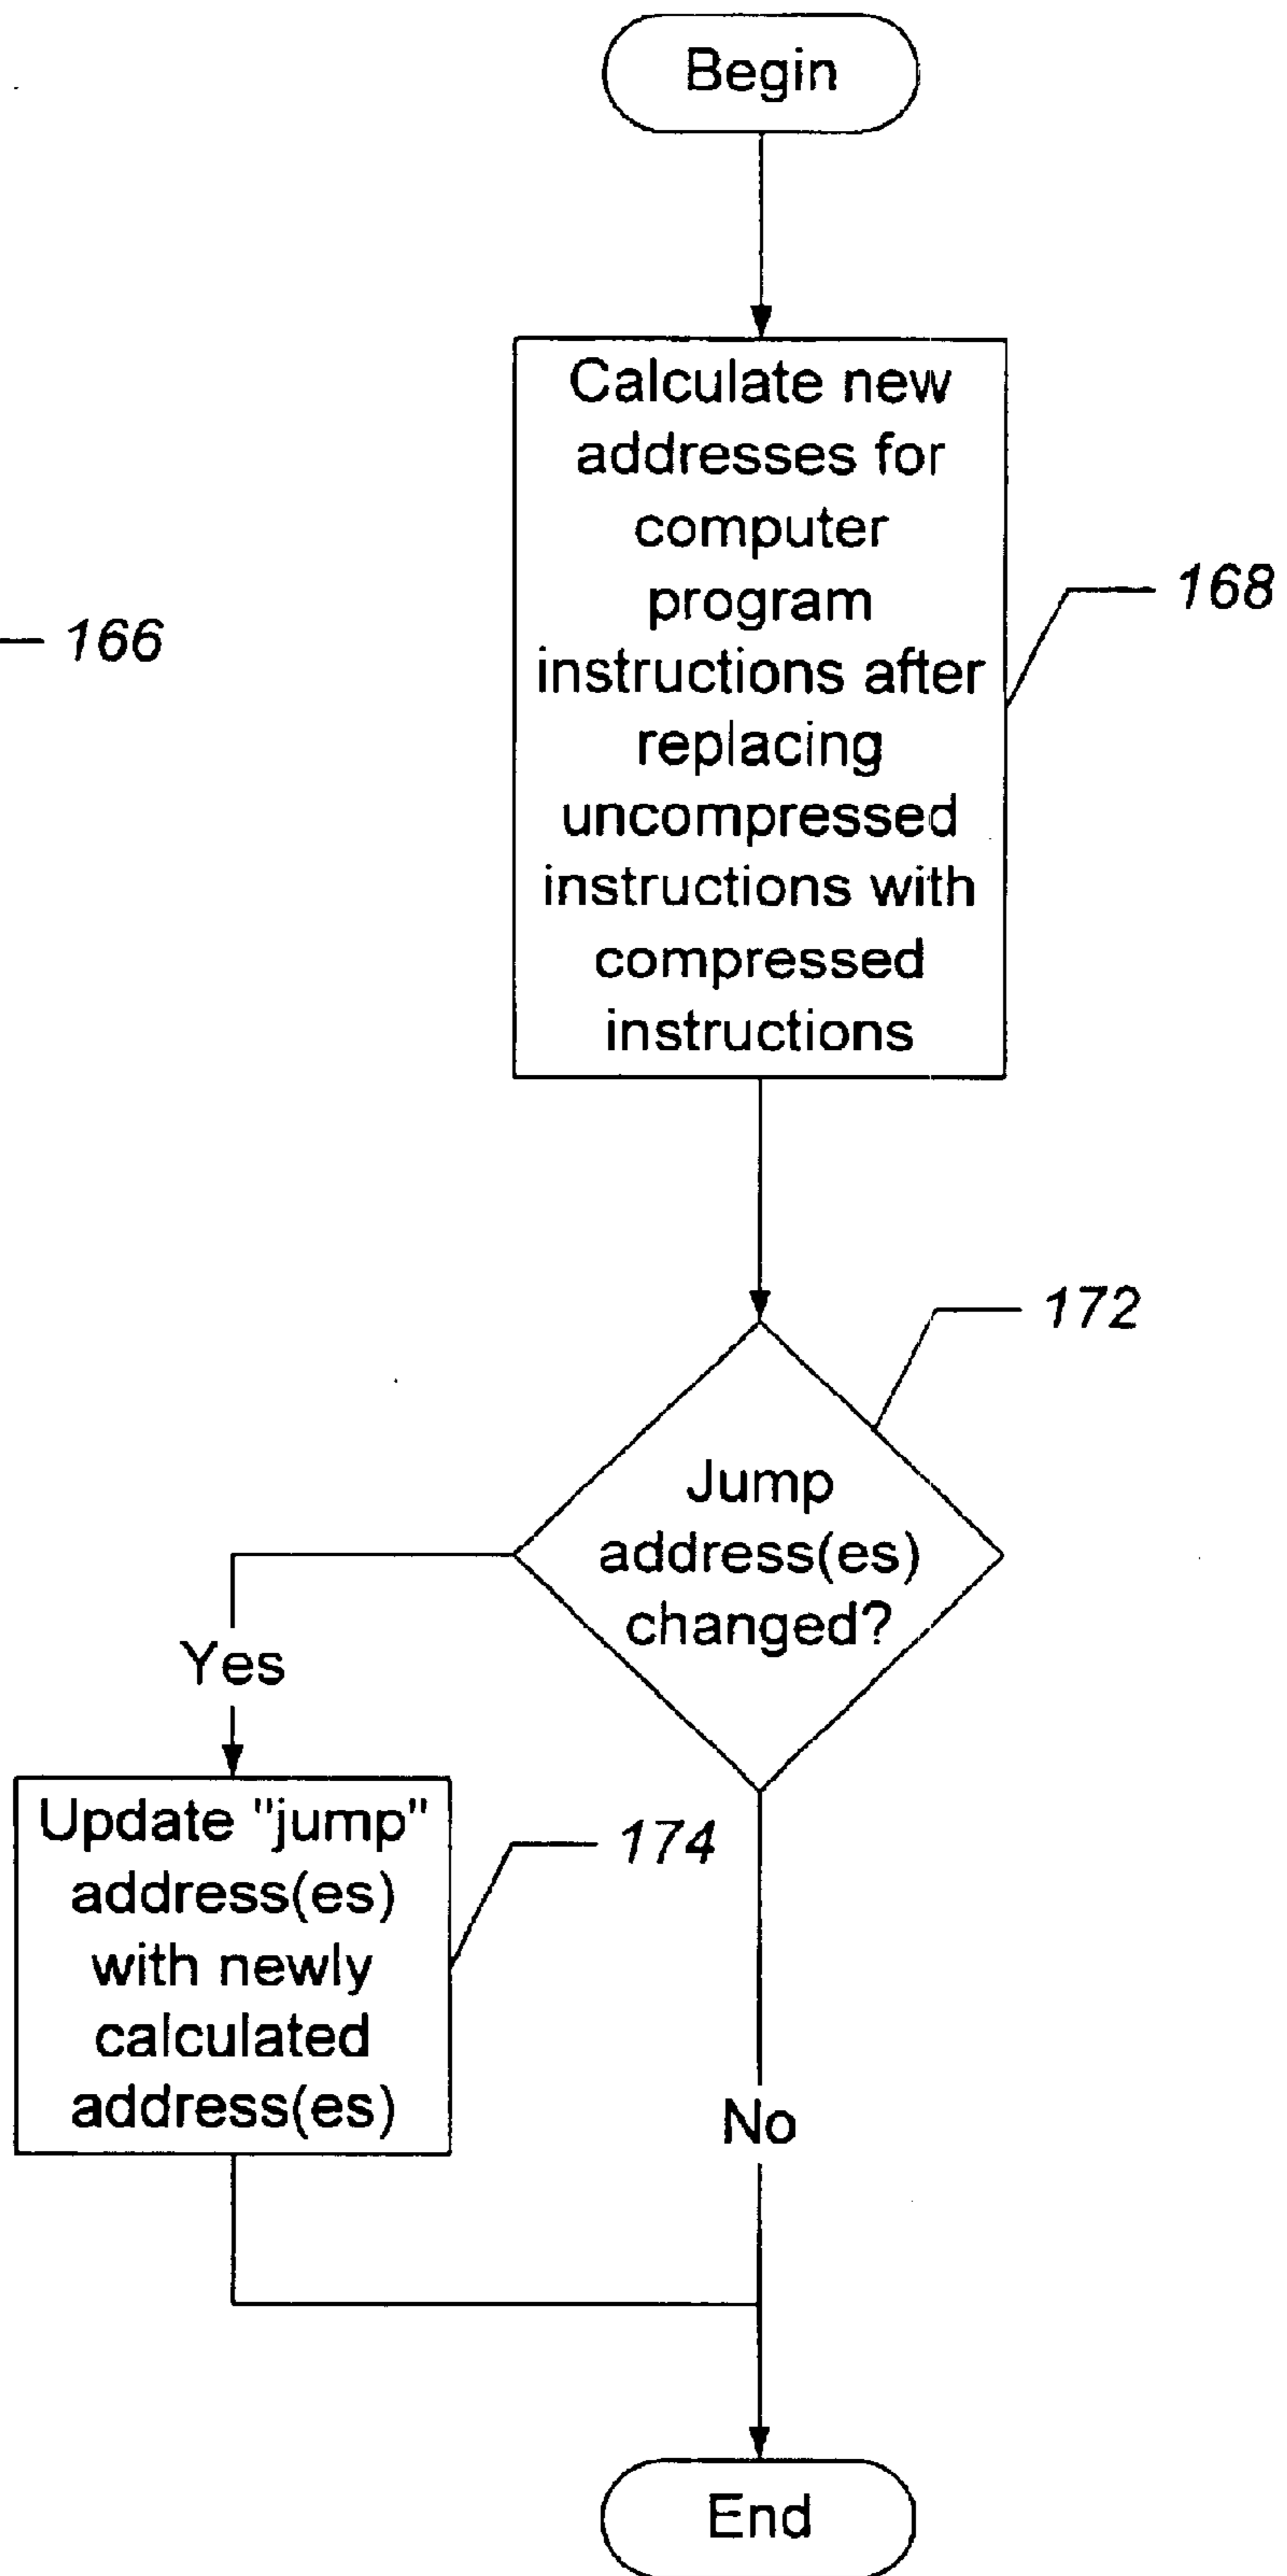 Begin
Calculate new
addresses for
computer
program
instructions after
replacing
uncompressed
instructions with
compressed
instructions
168
166
172
Jump
address(es)
changed?
Yes
Update "jump"
address(es)
with newly
calculated
address(es)
174
No
End